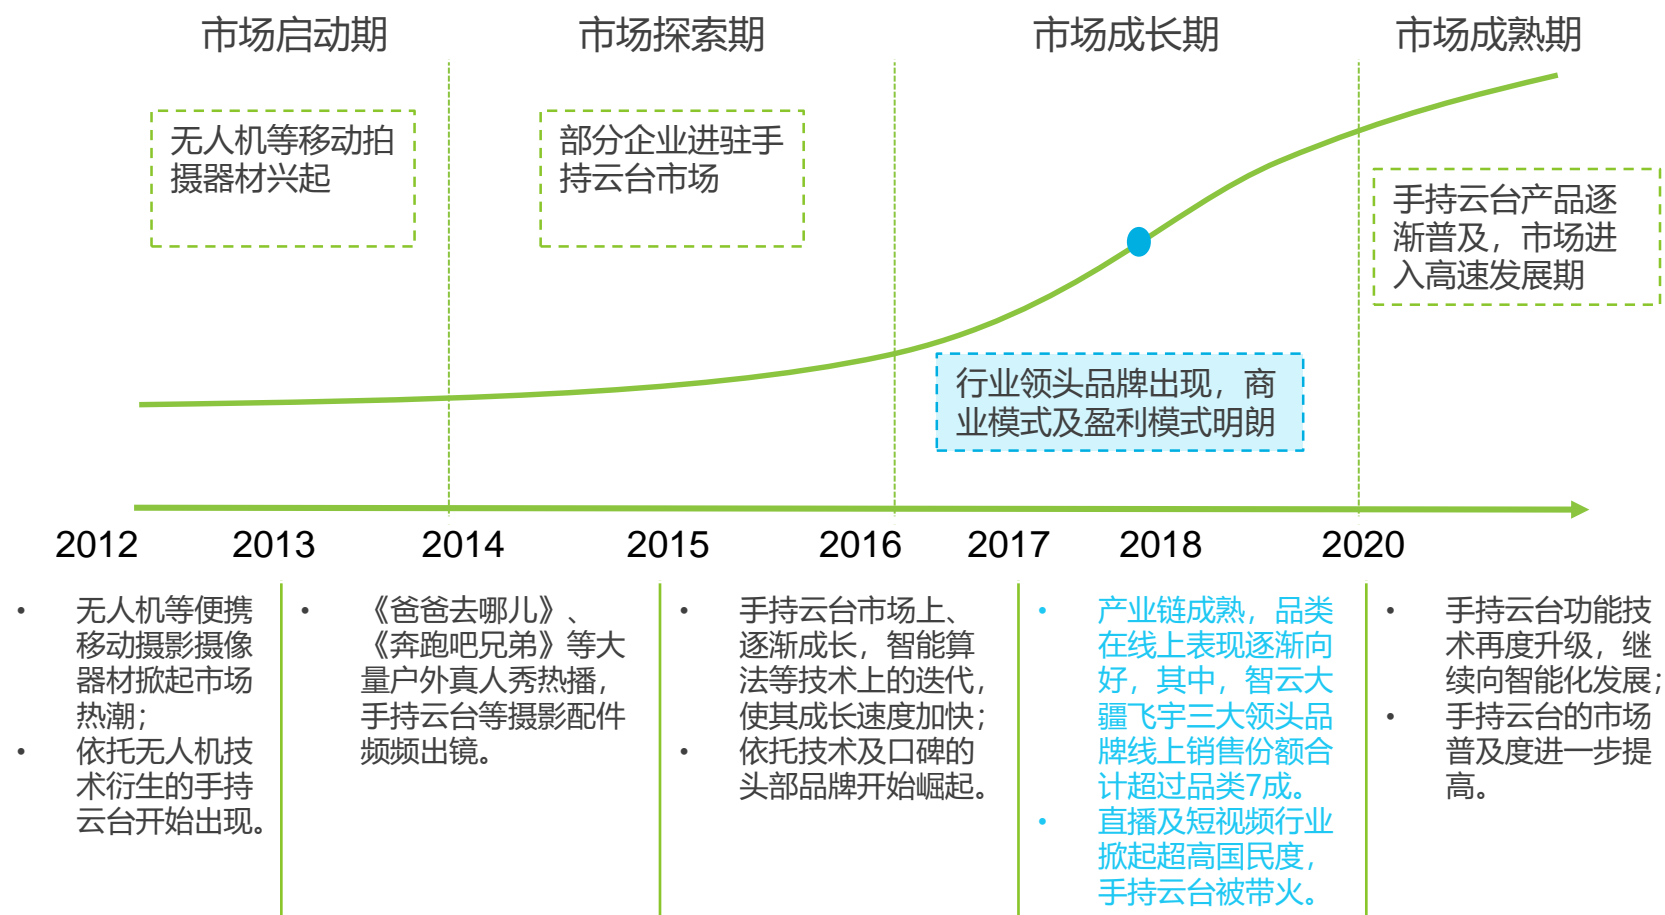 市场启动期
市场探索期
市场成长期
市场成熟期
无人机等移动拍
摄器材兴起
部分企业进驻手
持云台市场
手持云台产品逐
渐普及，市场进
入高速发展期
行业领头品牌出现，商
业模式及盈利模式明朗
2012
2013
2014
2015
2016
2017
2018
2020
• 无人机等便携
移动摄影摄像
器材掀起市场
热潮；
• 依托无人机技
术衍生的手持
云台开始出现。
• 《爸爸去哪儿》、
《奔跑吧兄弟》等大
量户外真人秀热播，
手持云台等摄影配件
频频出镜。
• 手持云台市场上、
逐渐成长，智能算
法等技术上的迭代，
使其成长速度加快；
• 依托技术及口碑的
头部品牌开始崛起。
• 产业链成熟，品类
在线上表现逐渐向
好，其中，智云大
疆飞宇三大领头品
牌线上销售份额合
计超过品类7成。
• 直播及短视频行业
掀起超高国民度，
手持云台被带火。
• 手持云台功能技
术再度升级，继
续向智能化发展；
• 手持云台的市场
普及度进一步提
高。